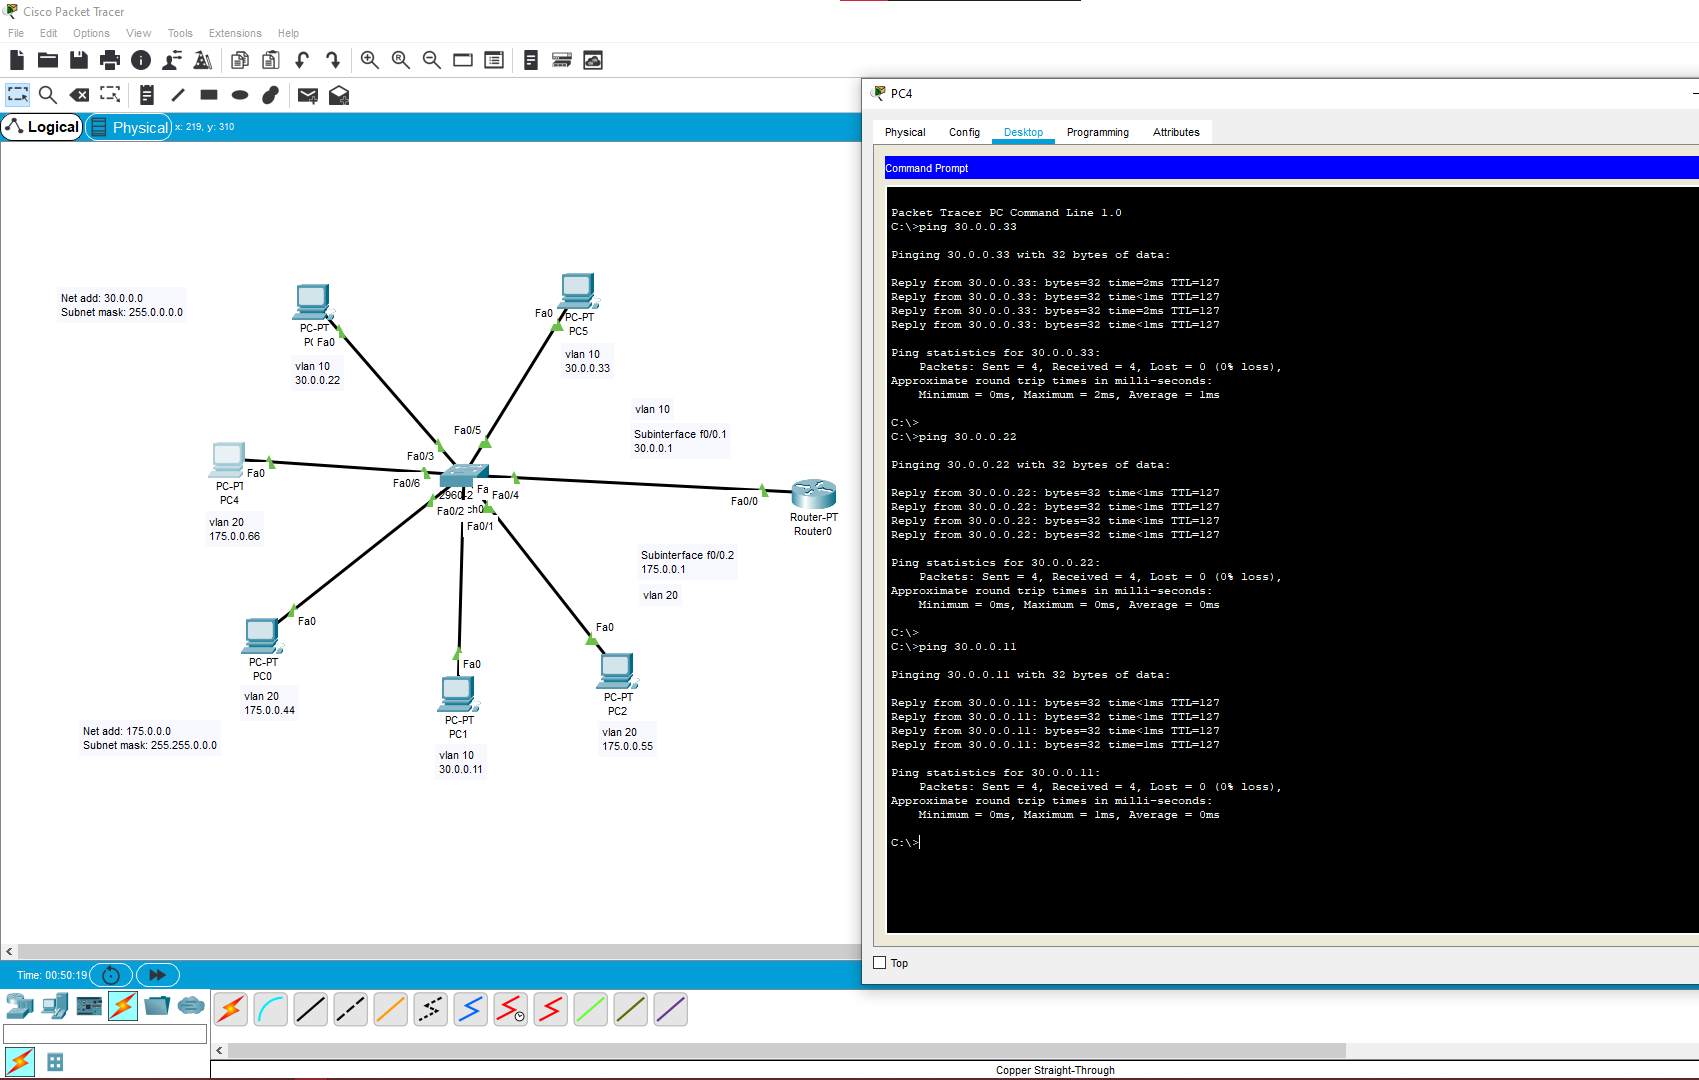 Cisco Packet Tracer
File Edit Options View Tools Extensions Help
Logical Physical x: 219, y: 310
Net add: 30.0.0.0
Subnet mask: 255.0.0.0.0
PC-PT
Fa0
vlan 10
30.0.0.22
Fa0
PC-PT
PC5
vlan 10
30.0.0.33
vlan 10
Subinterface f0/0.1
30.0.0.1
Fa0/5
Fa0/3
Fa0/6
Fa0
PC-PT
PC4
vlan 20
175.0.0.66
2960-2
Fa
Fa0/4
Fa0/2
Fa0/1
Fa0/0
Router-PT
Router0
Subinterface f0/0.2
175.0.0.1
vlan 20
Fa0
PC-PT
PC0
vlan 20
175.0.0.44
Fa0
PC-PT
PC1
vlan 10
30.0.0.11
Fa0
PC-PT
PC2
vlan 20
175.0.0.55
Net add: 175.0.0.0
Subnet mask: 255.255.0.0.0
Time: 00:50:19
Copper Straight-Through
PC4
Physical Config Desktop Programming Attributes
Command Prompt
Packet Tracer PC Command Line 1.0
C:\>ping 30.0.0.33
Pinging 30.0.0.33 with 32 bytes of data:
Reply from 30.0.0.33: bytes=32 time=2ms TTL=127
Reply from 30.0.0.33: bytes=32 time<1ms TTL=127
Reply from 30.0.0.33: bytes=32 time=2ms TTL=127
Reply from 30.0.0.33: bytes=32 time<1ms TTL=127
Ping statistics for 30.0.0.33:
Packets: Sent = 4, Received = 4, Lost = 0 (0% loss),
Approximate round trip times in milli-seconds:
Minimum = 0ms, Maximum = 2ms, Average = 1ms
C:\>
C:\>ping 30.0.0.22
Pinging 30.0.0.22 with 32 bytes of data:
Reply from 30.0.0.22: bytes=32 time<1ms TTL=127
Reply from 30.0.0.22: bytes=32 time<1ms TTL=127
Reply from 30.0.0.22: bytes=32 time<1ms TTL=127
Reply from 30.0.0.22: bytes=32 time<1ms TTL=127
Ping statistics for 30.0.0.22:
Packets: Sent = 4, Received = 4, Lost = 0 (0% loss),
Approximate round trip times in milli-seconds:
Minimum = 0ms, Maximum = 0ms, Average = 0ms
C:\>
C:\>ping 30.0.0.11
Pinging 30.0.0.11 with 32 bytes of data:
Reply from 30.0.0.11: bytes=32 time<1ms TTL=127
Reply from 30.0.0.11: bytes=32 time<1ms TTL=127
Reply from 30.0.0.11: bytes=32 time<1ms TTL=127
Reply from 30.0.0.11: bytes=32 time=1ms TTL=127
Ping statistics for 30.0.0.11:
Packets: Sent = 4, Received = 4, Lost = 0 (0% loss),
Approximate round trip times in milli-seconds:
Minimum = 0ms, Maximum = 1ms, Average = 0ms
C:\>
Top